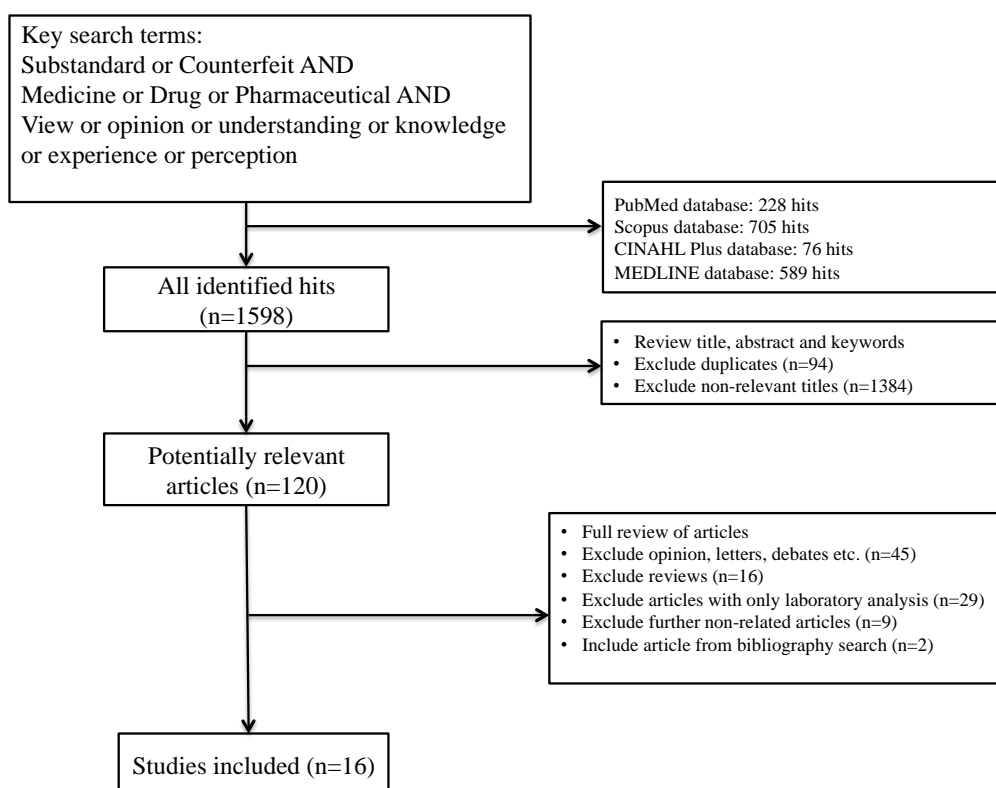 Key search terms:
Substandard or Counterfeit AND
Medicine or Drug or Pharmaceutical AND
View or opinion or understanding or knowledge
or experience or perception
PubMed database: 228 hits
Scopus database: 705 hits
CINAHL Plus database: 76 hits
MEDLINE database: 589 hits
All identified hits
(n=1598)
• Review title, abstract and keywords
• Exclude duplicates (n=94)
• Exclude non-relevant titles (n=1384)
Potentially relevant
articles (n=120)
• Full review of articles
• Exclude opinion, letters, debates etc. (n=45)
• Exclude reviews (n=16)
• Exclude articles with only laboratory analysis (n=29)
• Exclude further non-related articles (n=9)
• Include article from bibliography search (n=2)
Studies included (n=16)